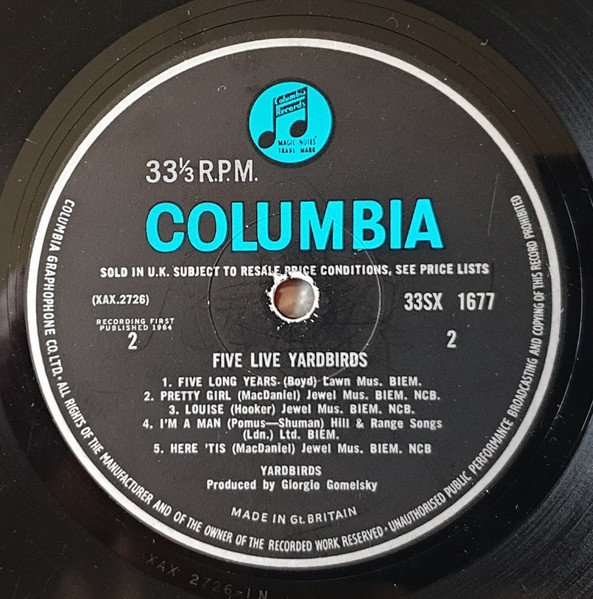 Columbia
Records
MAGIC NOTES
TRADE MARK
33⅓ R.P.M.
COLUMBIA
SOLD IN U.K. SUBJECT TO RESALE PRICE CONDITIONS, SEE PRICE LISTS
(XAX.2726)
33SX 1677
RECORDING FIRST
PUBLISHED 1964
2
2
FIVE LIVE YARDBIRDS
1. FIVE LONG YEARS (Boyd) Lawn Mus. BIEM.
2. PRETTY GIRL (MacDaniel) Jewel Mus. BIEM. NCB.
3. LOUISE (Hooker) Jewel Mus. BIEM. NCB.
4. I'M A MAN (Pomus—Shuman) Hill & Range Songs
(Ldn.) Ltd. BIEM.
5. HERE 'TIS (MacDaniel) Jewel Mus. BIEM. NCB
YARDBIRDS
Produced by Giorgio Gomelsky
MADE IN Gt. BRITAIN
COLUMBIA GRAPHOPHONE CO. LTD. · ALL RIGHTS OF THE MANUFACTURER AND OF THE OWNER OF THE RECORDED WORK RESERVED · UNAUTHORISED PUBLIC PERFORMANCE BROADCASTING AND COPYING OF THIS RECORD PROHIBITED
XAX 2726-1N